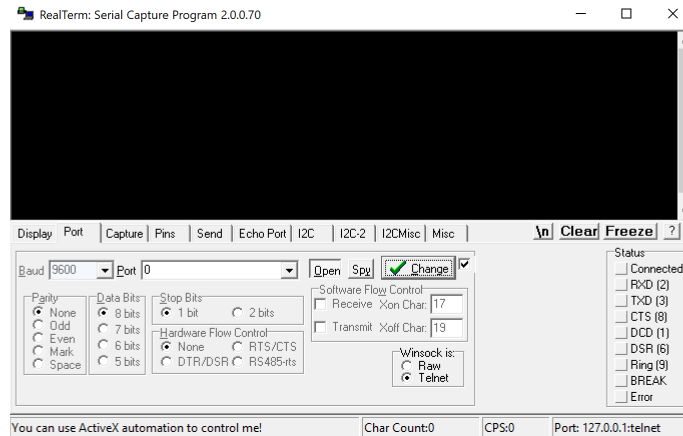 RealTerm: Serial Capture Program 2.0.0.70
Display Port Capture Pins Send Echo Port I2C I2C-2 I2CMisc Misc \n Clear Freeze ?
Baud 9600 Port 0 Open Spy Change
Parity
None
Odd
Even
Mark
Space
Data Bits
8 bits
7 bits
6 bits
5 bits
Stop Bits
1 bit 2 bits
Hardware Flow Control
None RTS/CTS
DTR/DSR RS485-rts
Software Flow Control
Receive Xon Char: 17
Transmit Xoff Char: 19
Winsock is:
Raw
Telnet
Status
Connected
RXD (2)
TXD (3)
CTS (8)
DCD (1)
DSR (6)
Ring (9)
BREAK
Error
You can use ActiveX automation to control me! Char Count:0 CPS:0 Port: 127.0.0.1:telnet